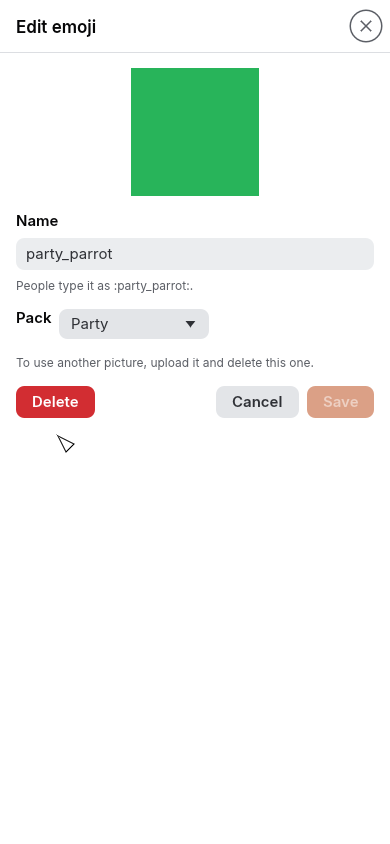 Edit emoji
Name
party_parrot
People type it as :party_parrot:.
Pack
Party
To use another picture, upload it and delete this one.
Delete
Cancel
Save